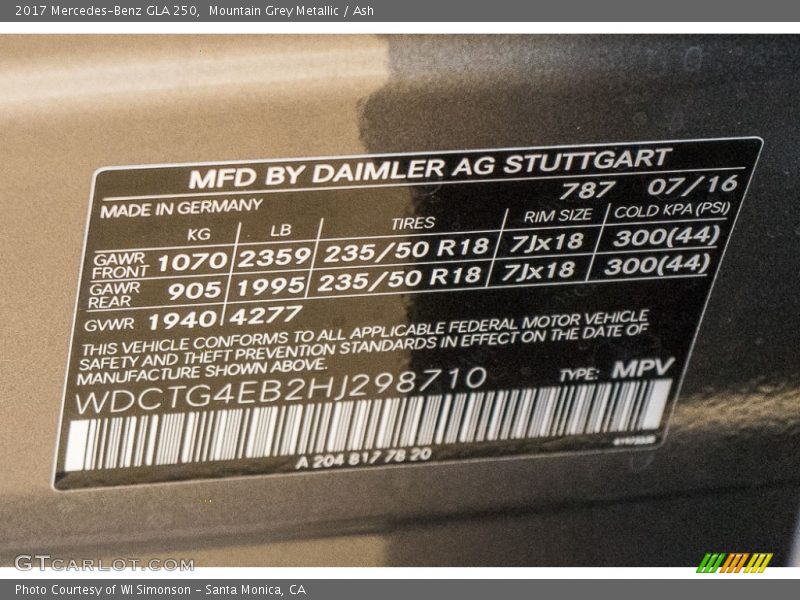 2017 Mercedes-Benz GLA 250,  Mountain Grey Metallic / Ash
MFD BY DAIMLER AG STUTTGART
787 07/16
MADE IN GERMANY
KG LB TIRES RIM SIZE COLD KPA (PSI)
GAWR FRONT 1070 2359 235/50 R18 7Jx18 300(44)
GAWR REAR 905 1995 235/50 R18 7Jx18 300(44)
GVWR 1940 4277
THIS VEHICLE CONFORMS TO ALL APPLICABLE FEDERAL MOTOR VEHICLE
SAFETY AND THEFT PREVENTION STANDARDS IN EFFECT ON THE DATE OF
MANUFACTURE SHOWN ABOVE.
WDCTG4EB2HJ298710 TYPE: MPV
A 204 817 78 20
GTCARLOT.COM
Photo Courtesy of WI Simonson – Santa Monica, CA